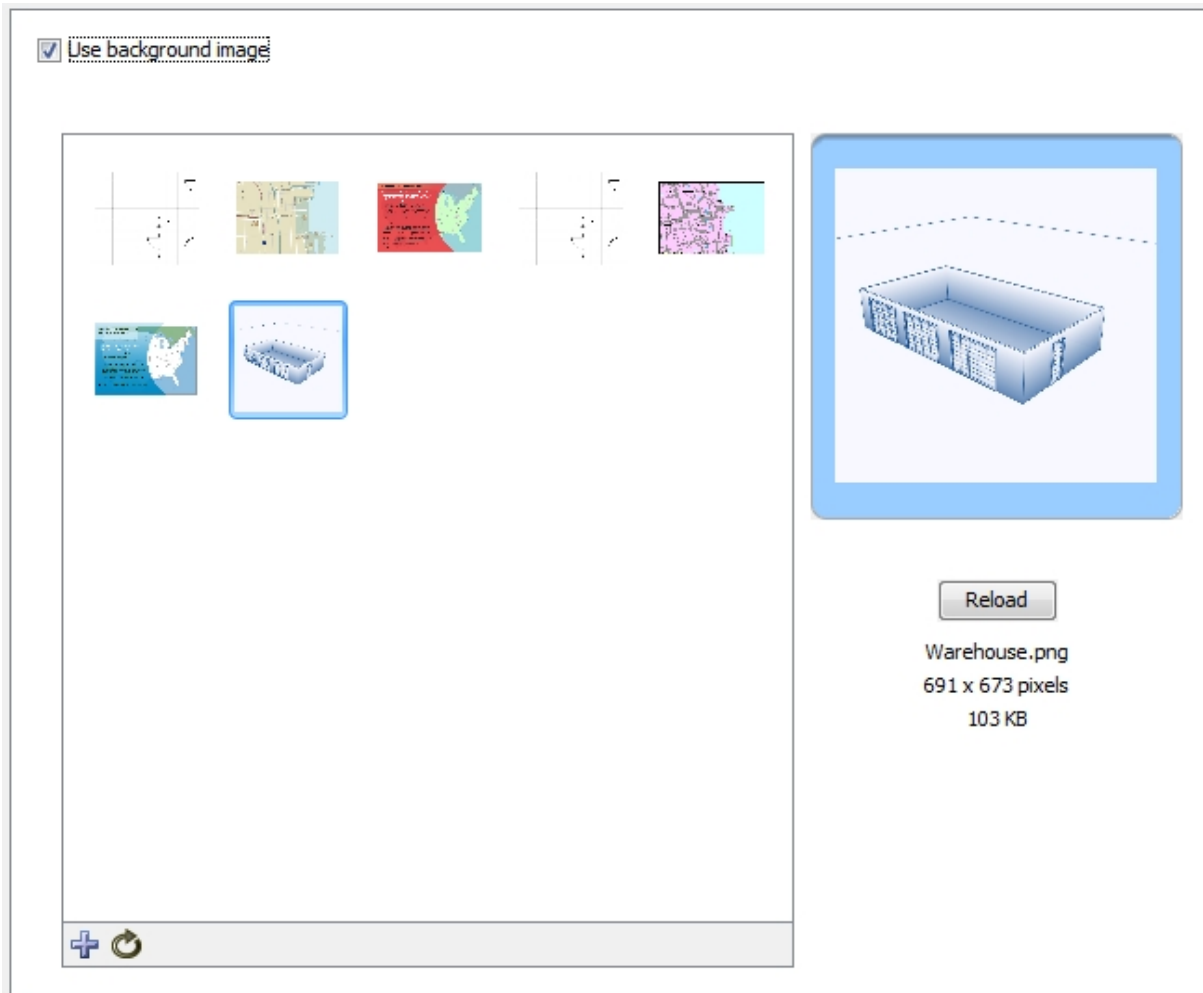 Use background image
Reload
Warehouse.png
691 x 673 pixels
103 KB